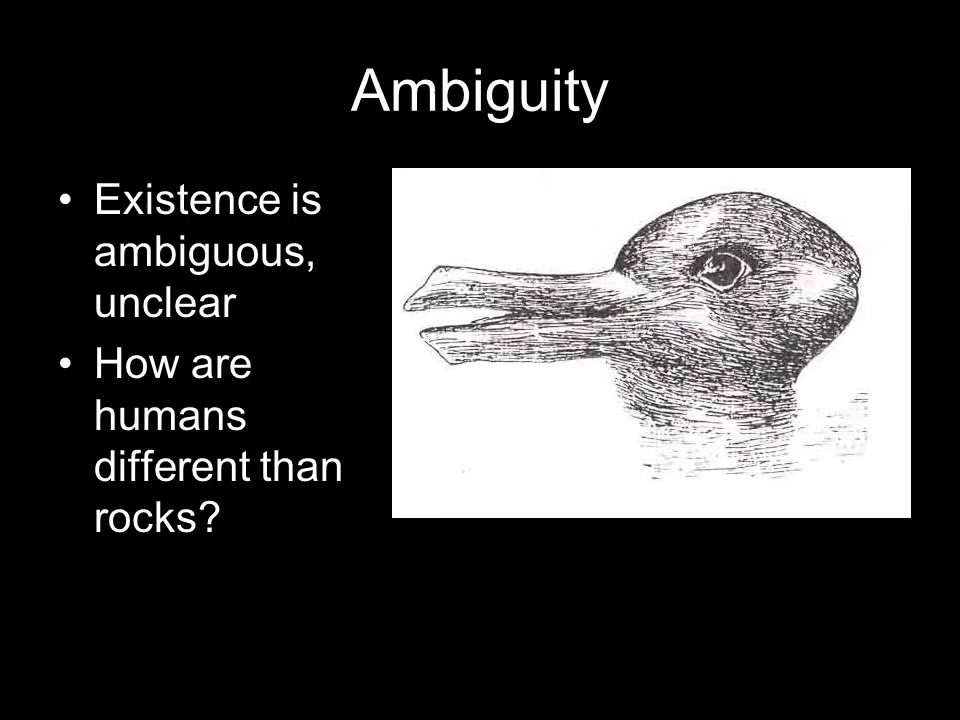 Ambiguity
• Existence is
ambiguous,
unclear
• How are
humans
different than
rocks?